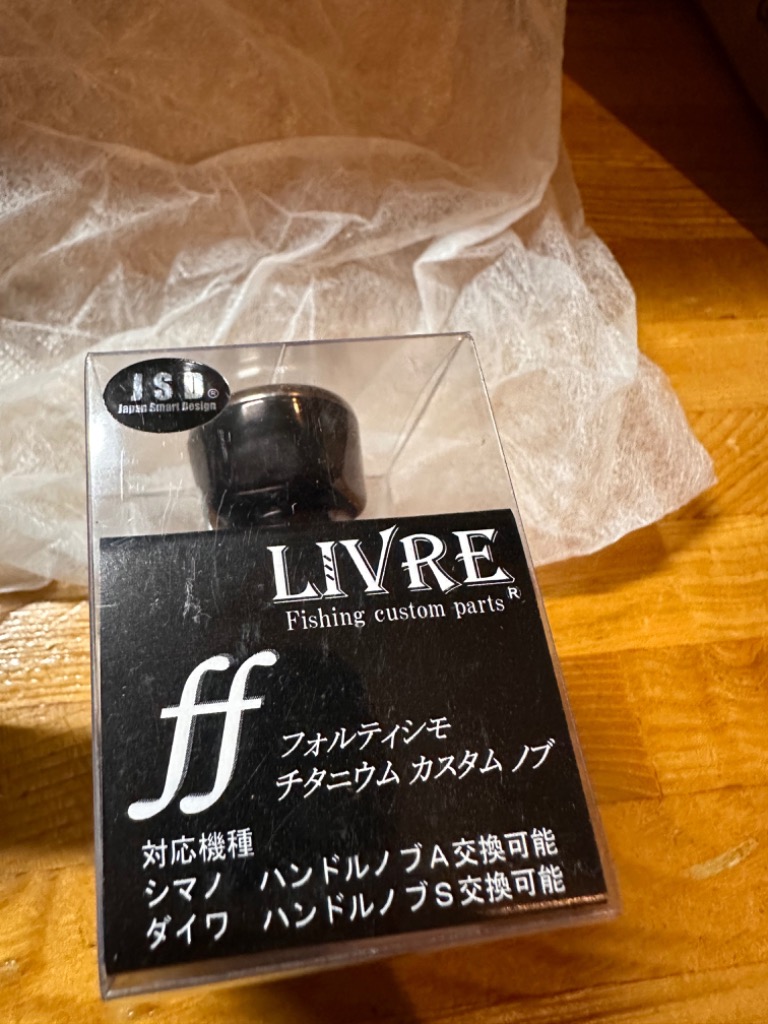 JSD®
Japan Smart Design
LIVRE
Fishing custom parts®
ff
フォルティシモ
チタニウム カスタム ノブ
対応機種
シマノ ハンドルノブA交換可能
ダイワ ハンドルノブS交換可能